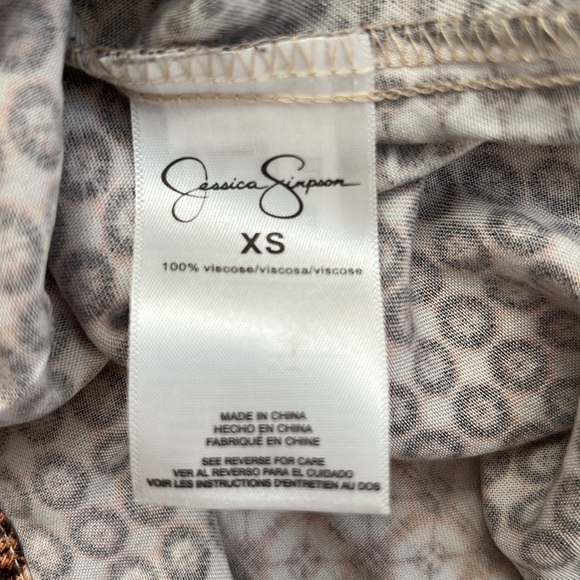 Jessica Simpson
XS
100% viscose/viscosa/viscose
MADE IN CHINA
HECHO EN CHINA
FABRIQUÉ EN CHINE
SEE REVERSE FOR CARE
VER AL REVERSO PARA EL CUIDADO
VOIR LES INSTRUCTIONS D'ENTRETIEN AU DOS